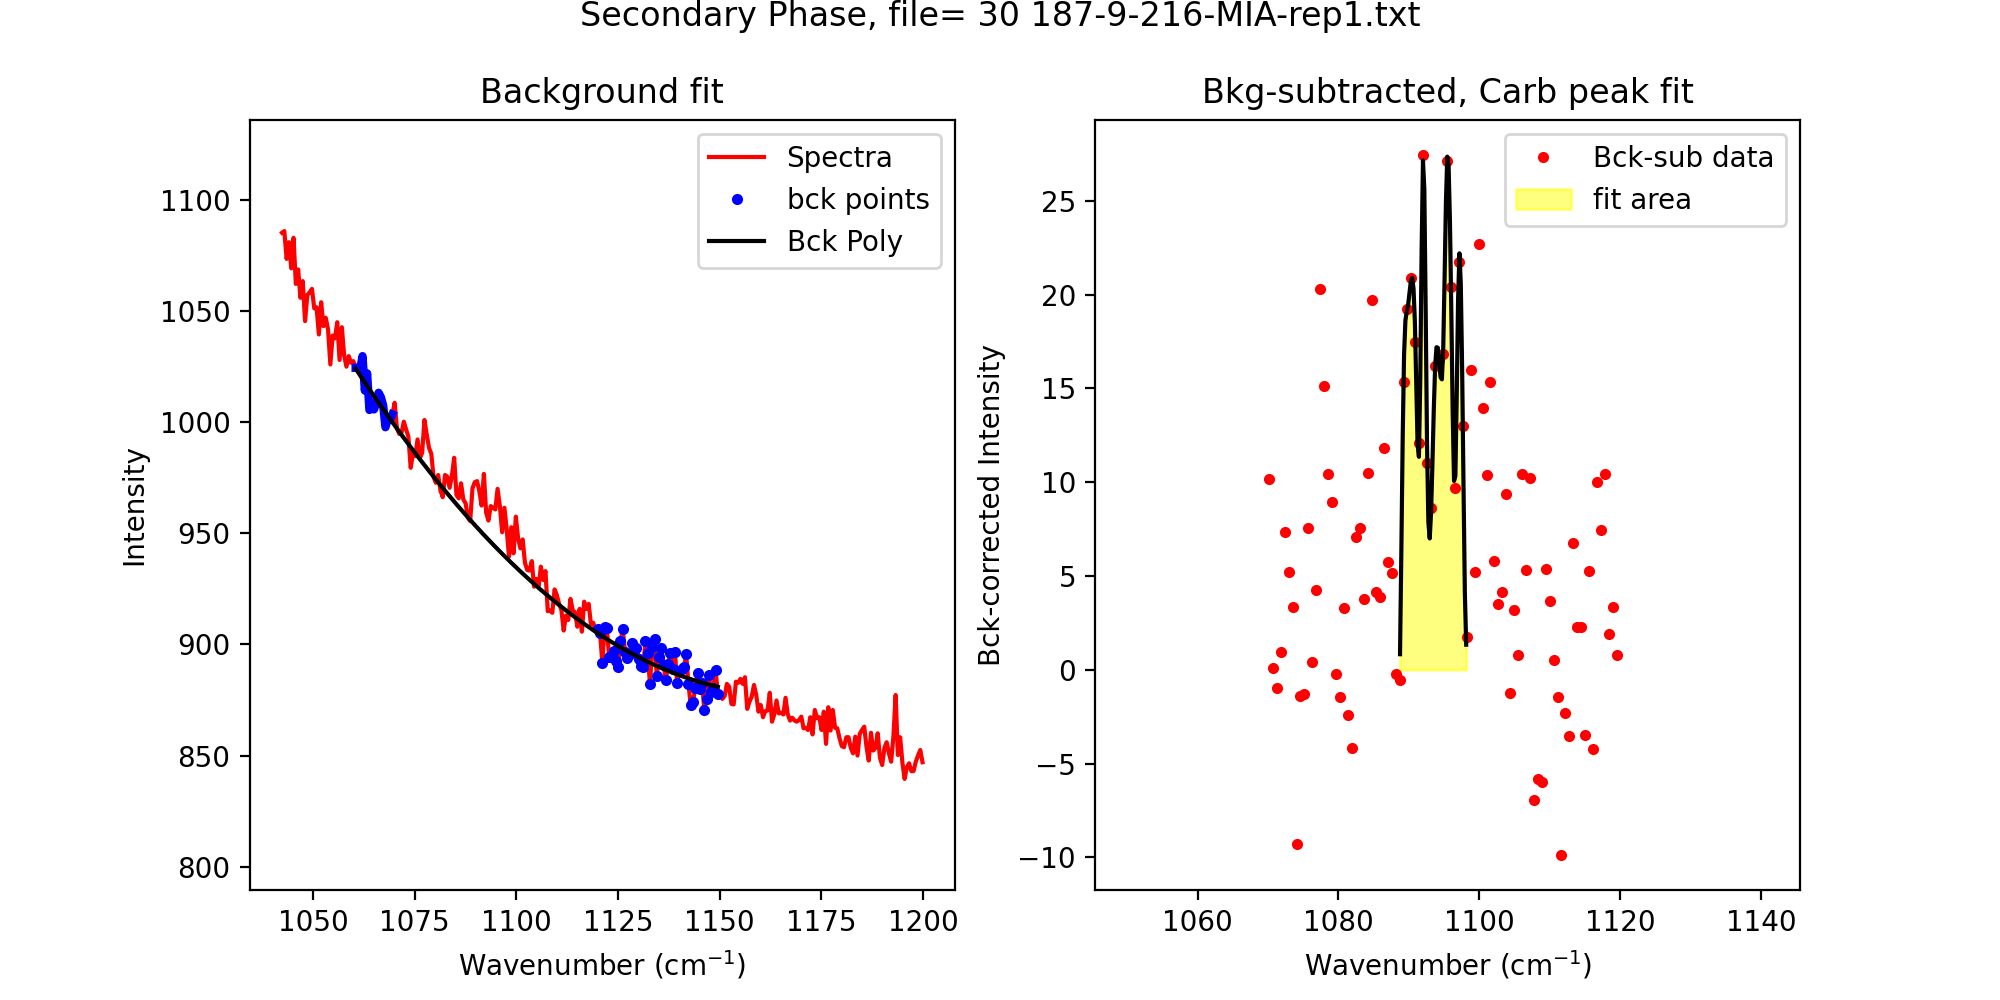 Secondary Phase, file= 30 187-9-216-MIA-rep1.txt
Background fit
Spectra
bck points
Bck Poly
1100
1050
1000
950
900
850
800
Intensity
1050 1075 1100 1125 1150 1175 1200
Wavenumber (cm⁻¹)
Bkg-subtracted, Carb peak fit
Bck-sub data
fit area
25
20
15
10
5
0
−5
−10
Bck-corrected Intensity
1060 1080 1100 1120 1140
Wavenumber (cm⁻¹)